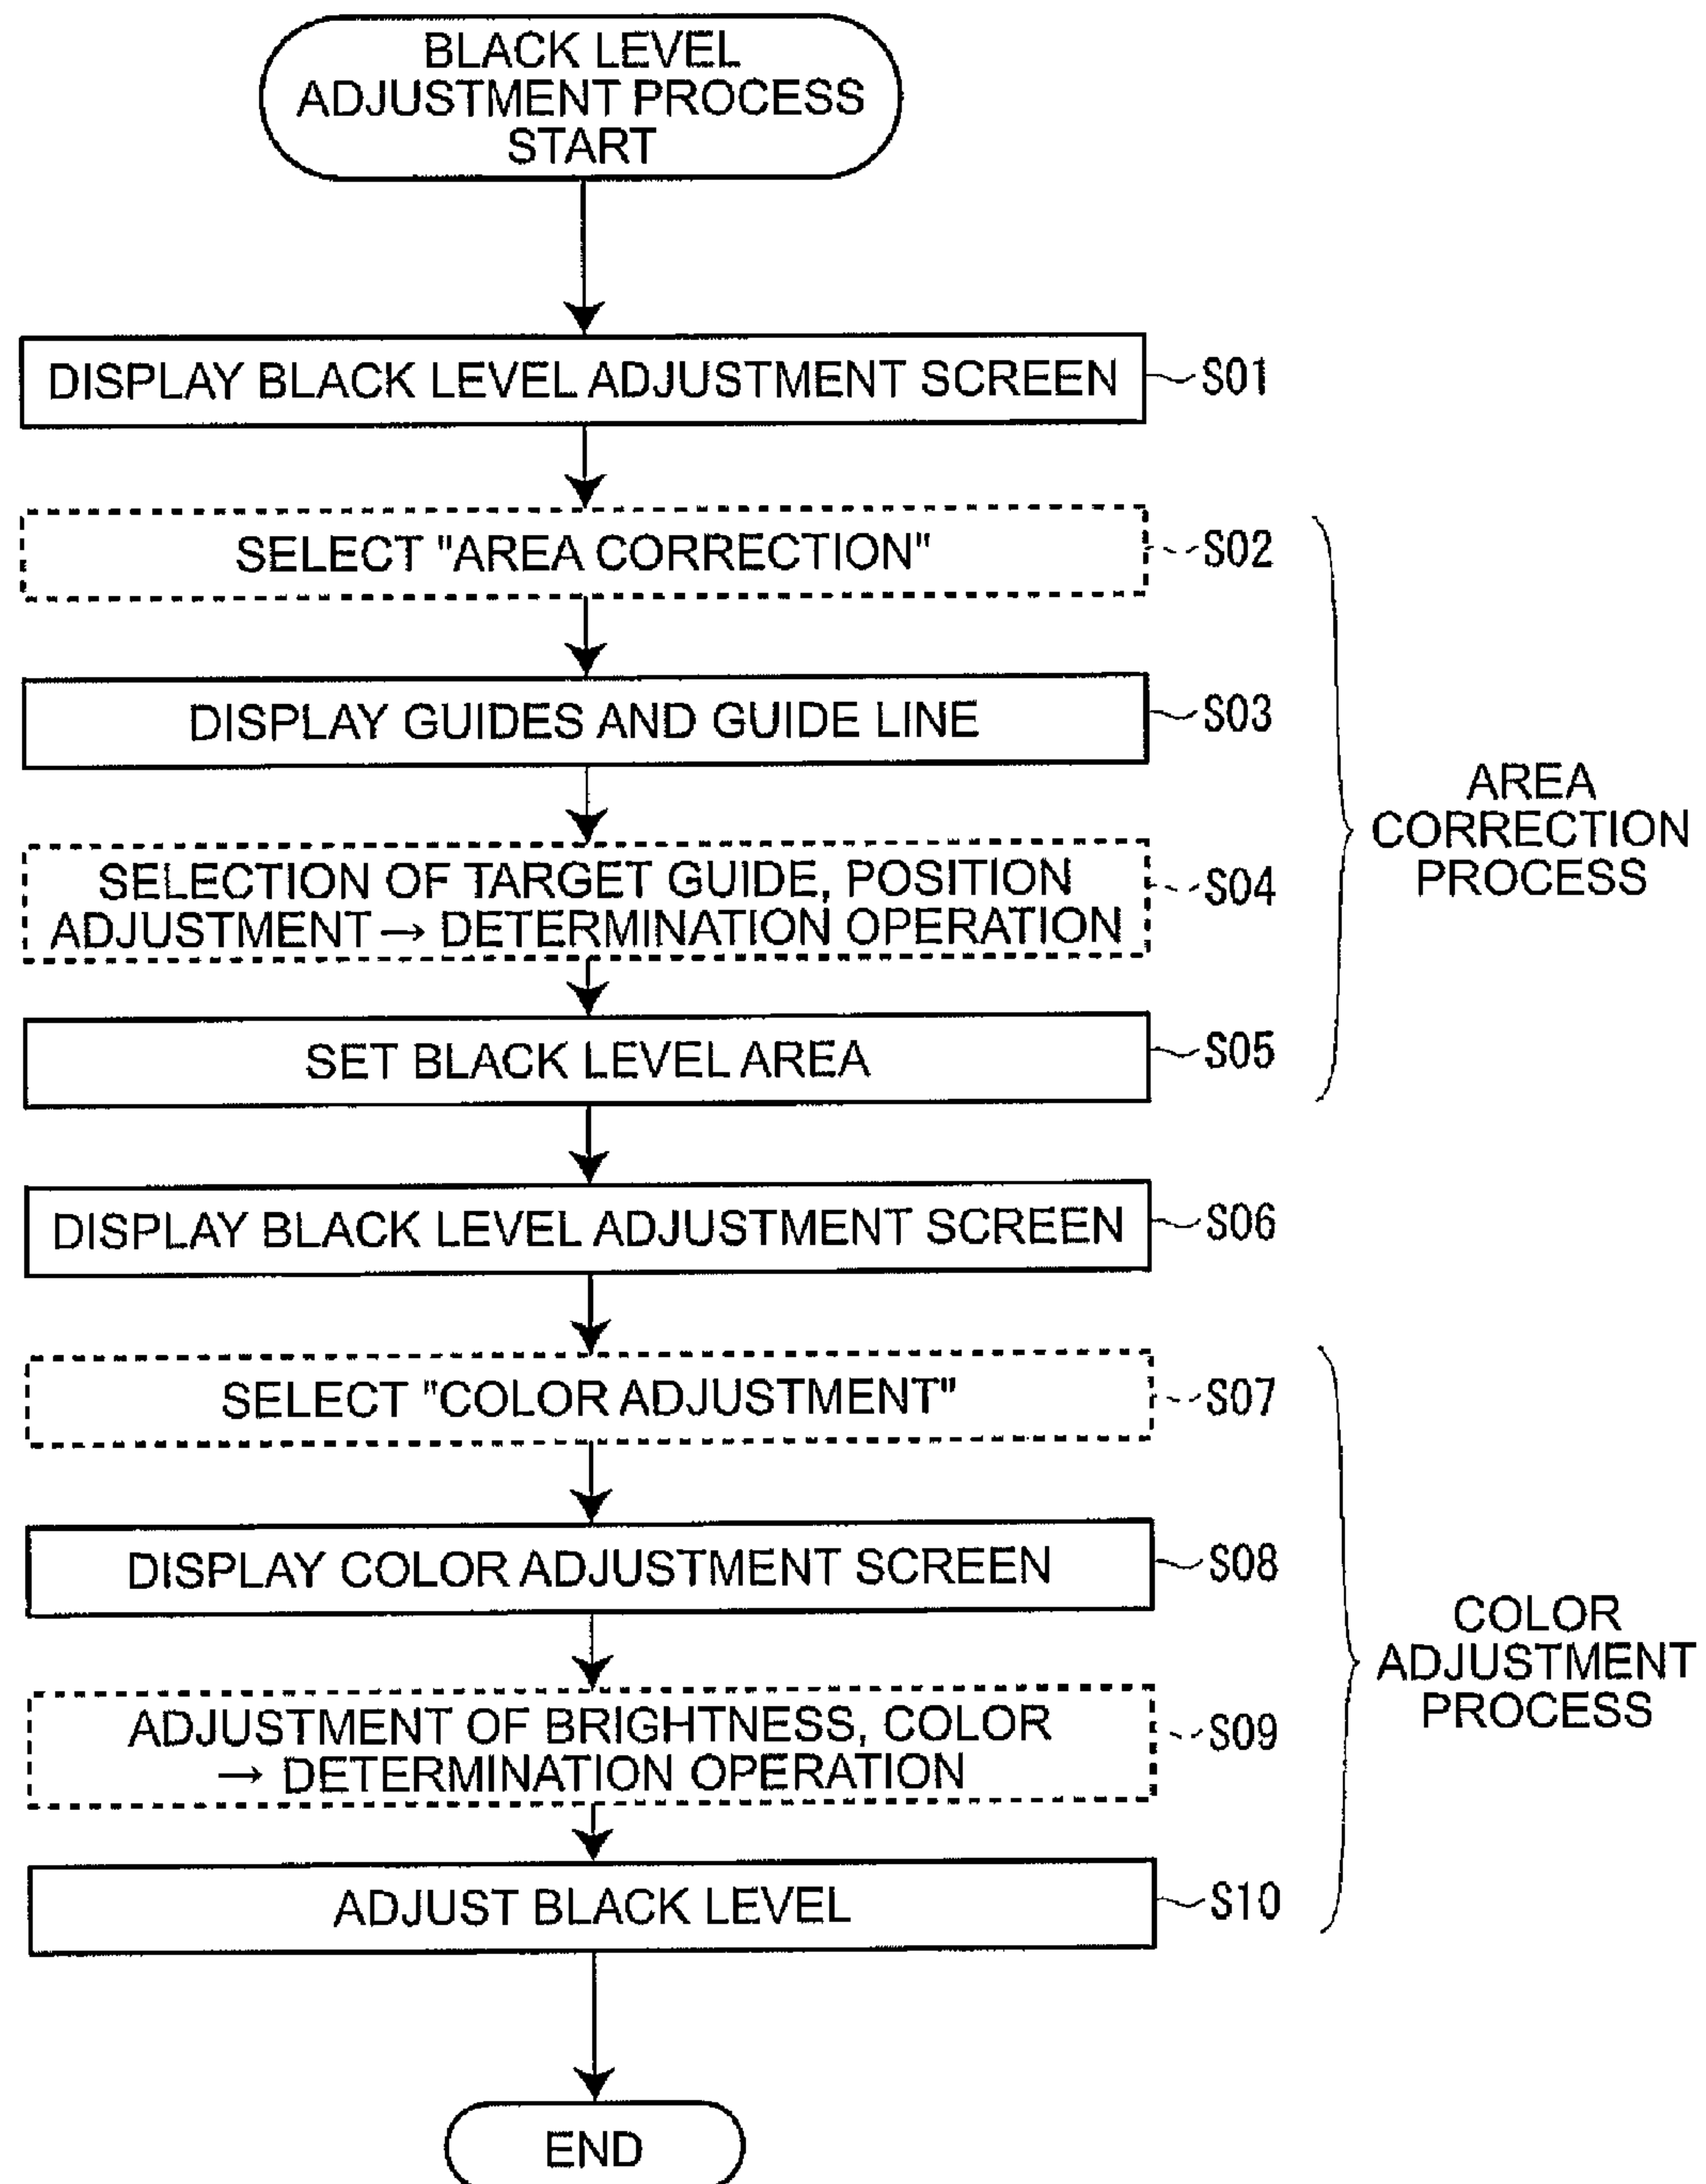 BLACK LEVEL
ADJUSTMENT PROCESS
START
DISPLAY BLACK LEVEL ADJUSTMENT SCREEN
S01
SELECT "AREA CORRECTION"
S02
DISPLAY GUIDES AND GUIDE LINE
S03
SELECTION OF TARGET GUIDE, POSITION
ADJUSTMENT → DETERMINATION OPERATION
S04
SET BLACK LEVEL AREA
S05
AREA
CORRECTION
PROCESS
DISPLAY BLACK LEVEL ADJUSTMENT SCREEN
S06
SELECT "COLOR ADJUSTMENT"
S07
DISPLAY COLOR ADJUSTMENT SCREEN
S08
ADJUSTMENT OF BRIGHTNESS, COLOR
→ DETERMINATION OPERATION
S09
ADJUST BLACK LEVEL
S10
COLOR
ADJUSTMENT
PROCESS
END